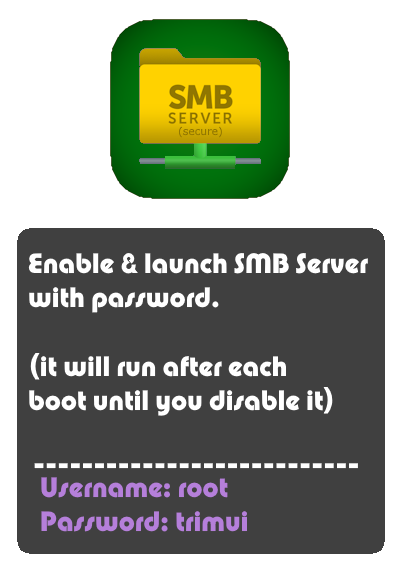 SMB
SERVER
(secure)
Enable & launch SMB Server
with password.
(it will run after each
boot until you disable it)
---------------------------
Username: root
Password: trimui